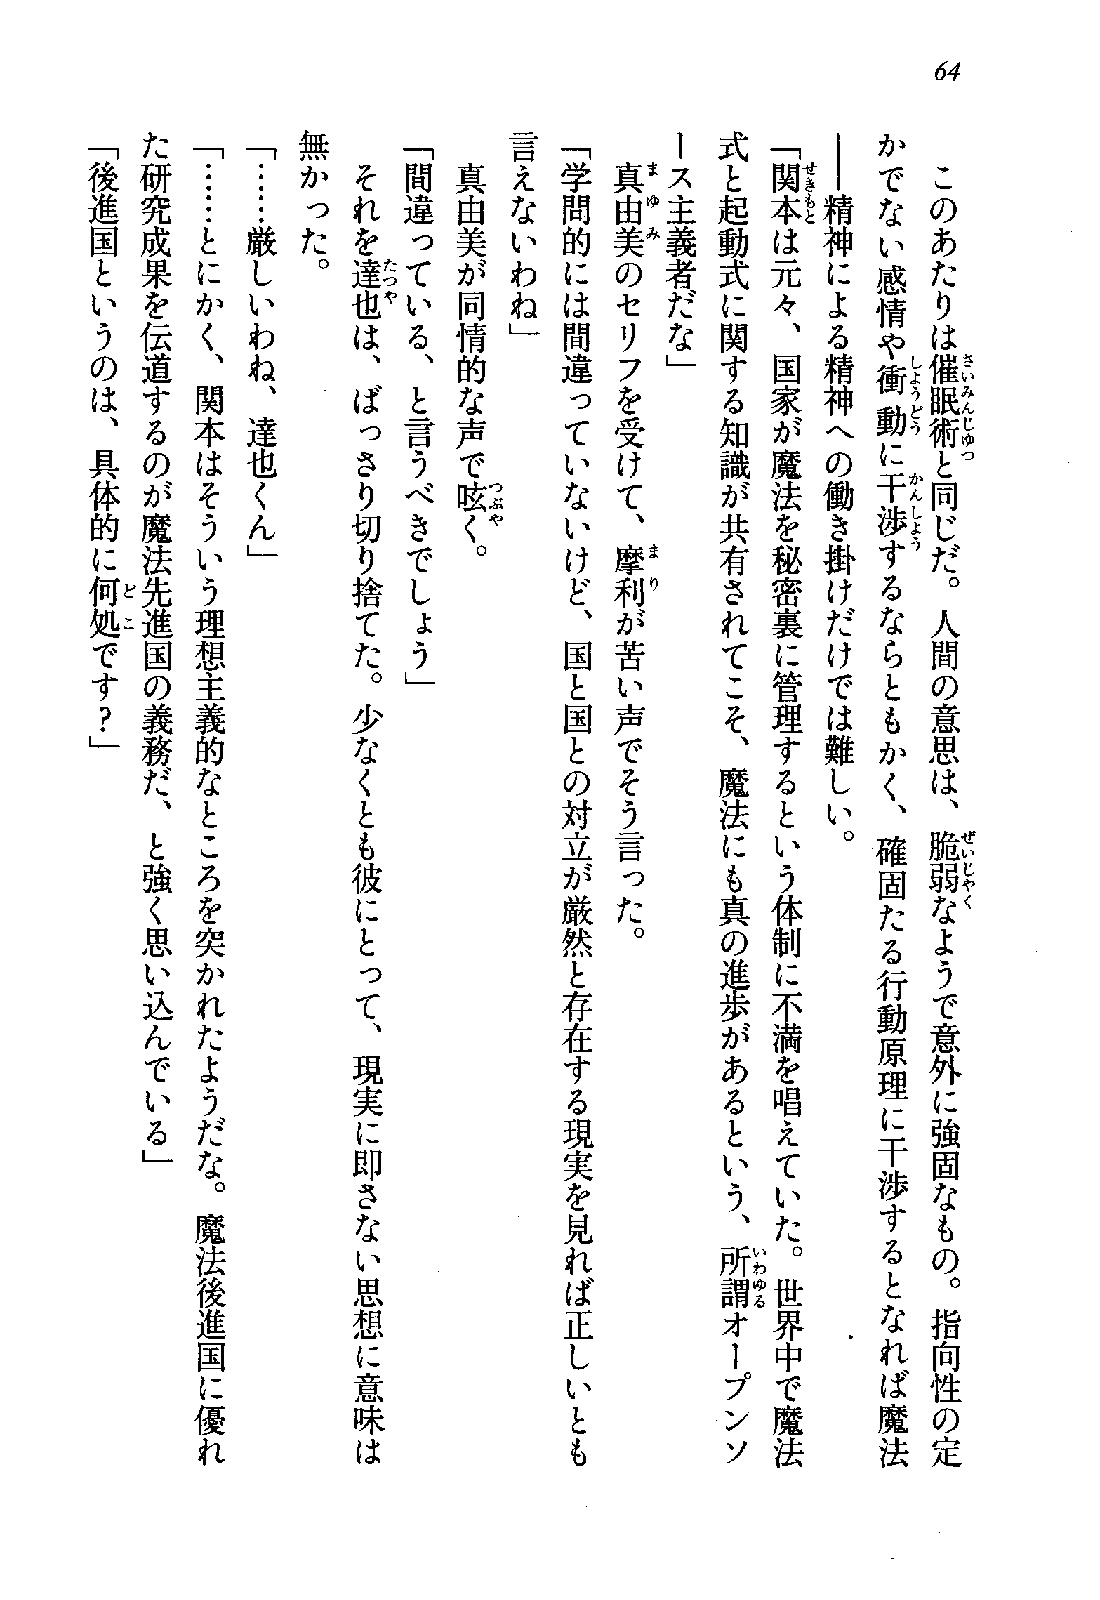 64
このあたりは催眠術と同じだ。人間の意思は、脆弱なようで意外に強固なもの。指向性の定
かでない感情や衝動に干渉するならともかく、確固たる行動原理に干渉するとなれば魔法
――精神による精神への働き掛けだけでは難しい。
「関本は元々、国家が魔法を秘密裏に管理するという体制に不満を唱えていた。世界中で魔法
式と起動式に関する知識が共有されてこそ、魔法にも真の進歩があるという、所謂オープンソ
ース主義者だな」
真由美のセリフを受けて、摩利が苦い声でそう言った。
「学問的には間違っていないけど、国と国との対立が厳然と存在する現実を見れば正しいとも
言えないわね」
真由美が同情的な声で呟く。
「間違っている、と言うべきでしょう」
それを達也は、ばっさり切り捨てた。少なくとも彼にとって、現実に即さない思想に意味は
無かった。
「……厳しいわね、達也くん」
「……とにかく、関本はそういう理想主義的なところを突かれたようだな。魔法後進国に優れ
た研究成果を伝道するのが魔法先進国の義務だ、と強く思い込んでいる」
「後進国というのは、具体的に何処です？」